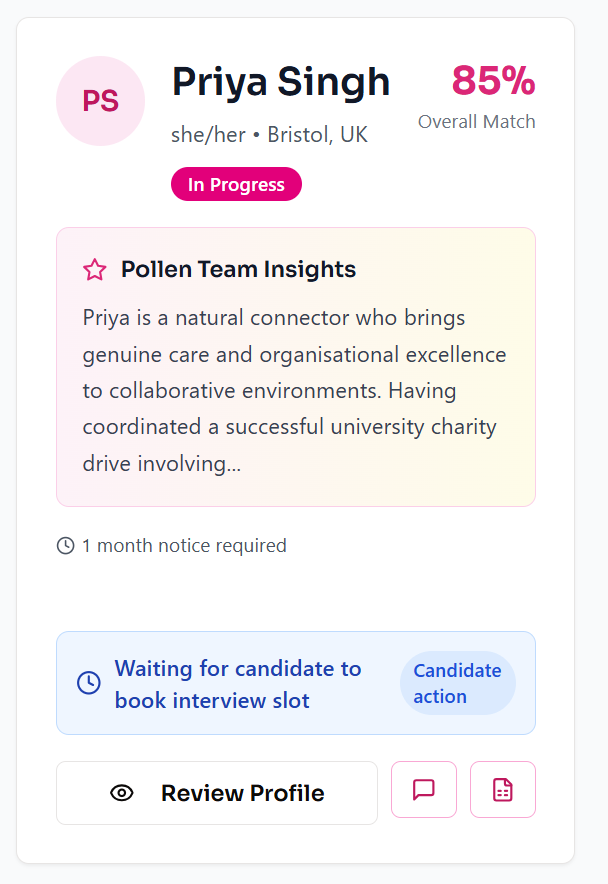 PS
Priya Singh
she/her • Bristol, UK
In Progress
85%
Overall Match
Pollen Team Insights
Priya is a natural connector who brings
genuine care and organisational excellence
to collaborative environments. Having
coordinated a successful university charity
drive involving...
1 month notice required
Waiting for candidate to
book interview slot
Candidate
action
Review Profile